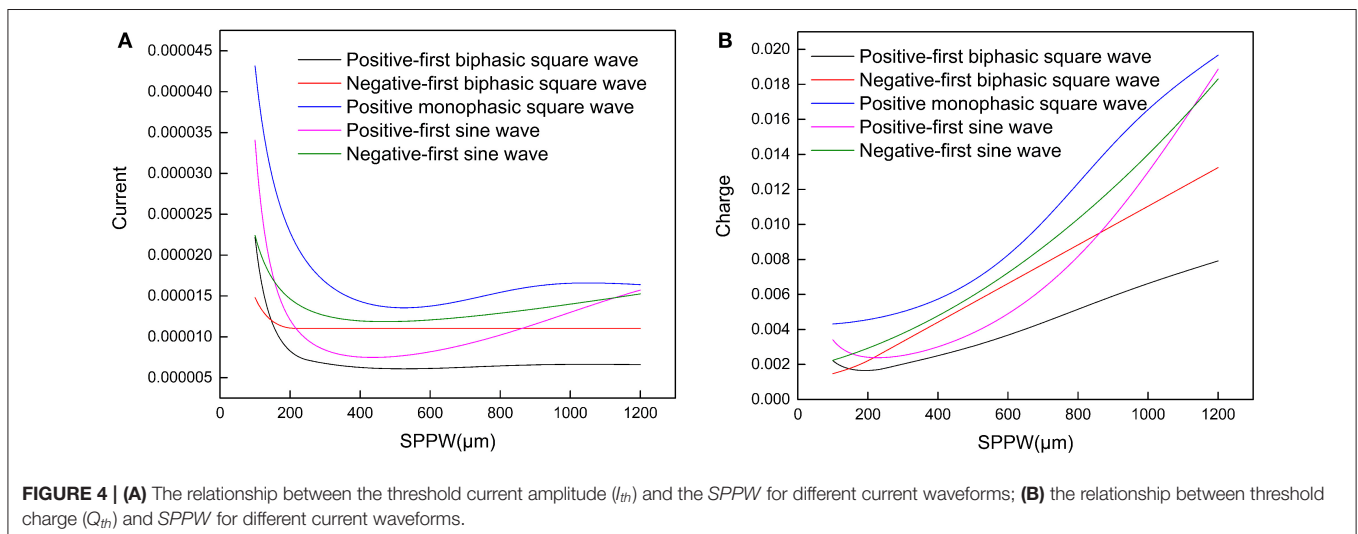 A
0.000045
0.000040
0.000035
0.000030
0.000025
0.000020
0.000015
0.000010
0.000005
Current
Positive-first biphasic square wave
Negative-first biphasic square wave
Positive monophasic square wave
Positive-first sine wave
Negative-first sine wave
0 200 400 600 800 1000 1200
SPPW(μm)
B
0.020
0.018
0.016
0.014
0.012
0.010
0.008
0.006
0.004
0.002
0.000
Charge
Positive-first biphasic square wave
Negative-first biphasic square wave
Positive monophasic square wave
Positive-first sine wave
Negative-first sine wave
0 200 400 600 800 1000 1200
SPPW(μm)
FIGURE 4 | (A) The relationship between the threshold current amplitude (Ith) and the SPPW for different current waveforms; (B) the relationship between threshold
charge (Qth) and SPPW for different current waveforms.